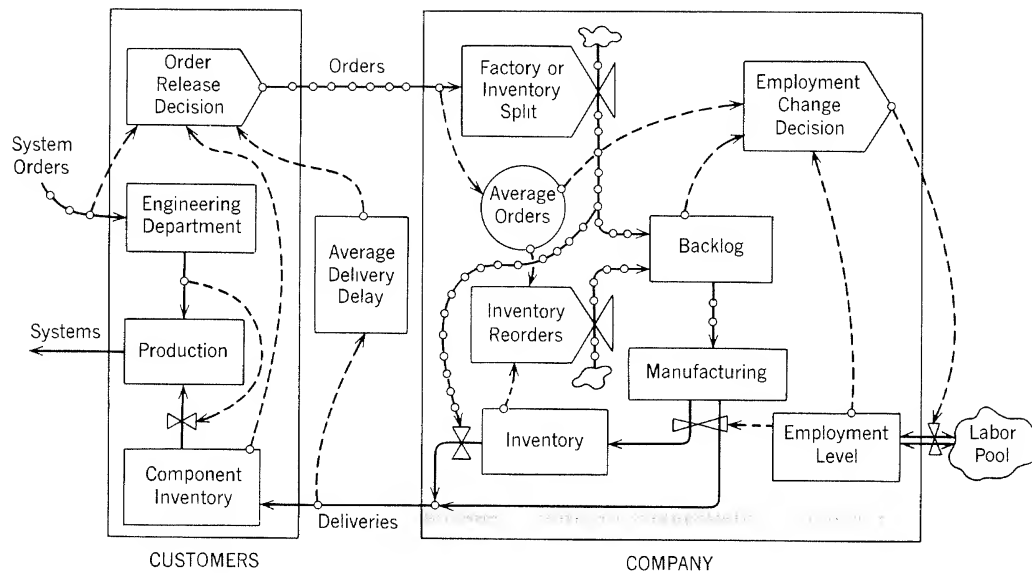 Order
Release
Decision
Orders
Factory or
Inventory
Split
Employment
Change
Decision
System
Orders
Engineering
Department
Average
Delivery
Delay
Average
Orders
Backlog
Systems
Production
Inventory
Reorders
Manufacturing
Component
Inventory
Inventory
Employment
Level
Labor
Pool
Deliveries
CUSTOMERS
COMPANY